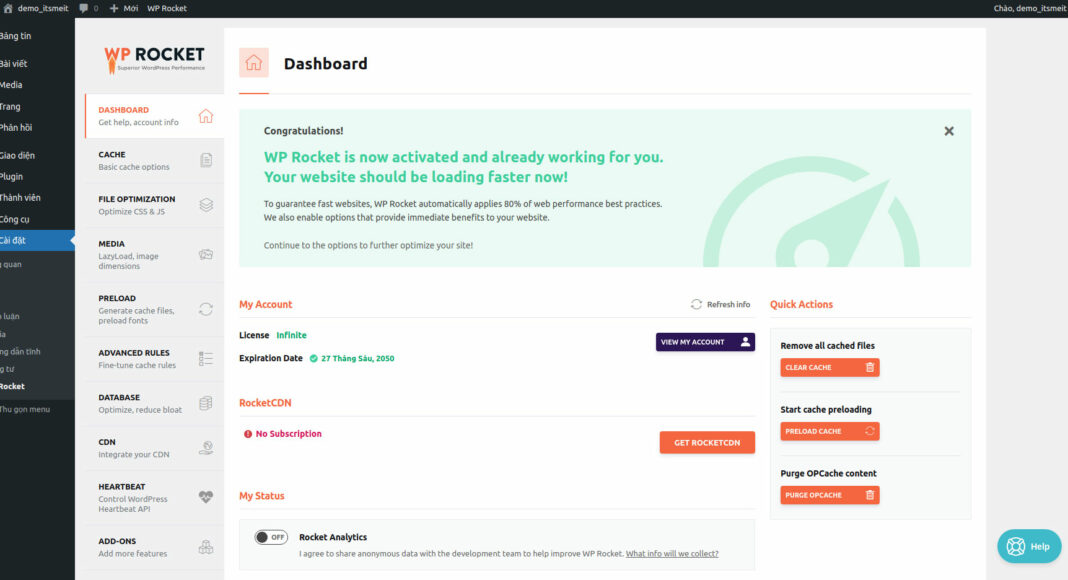 demo_itsmeit
0
Mới
WP Rocket
Chào, demo_itsmeit
Bảng tin
Bài viết
Media
Trang
Phản hồi
Giao diện
Plugin
Thành viên
Công cụ
Cài đặt
quan
luận
dẫn tĩnh
tư
Rocket
Thu gọn menu
WP ROCKET
Superior WordPress Performance
DASHBOARD
Get help, account info
CACHE
Basic cache options
FILE OPTIMIZATION
Optimize CSS & JS
MEDIA
LazyLoad, image
dimensions
PRELOAD
Generate cache files,
preload fonts
ADVANCED RULES
Fine-tune cache rules
DATABASE
Optimize, reduce bloat
CDN
Integrate your CDN
HEARTBEAT
Control WordPress
Heartbeat API
ADD-ONS
Add more features
Dashboard
Congratulations!
WP Rocket is now activated and already working for you.
Your website should be loading faster now!
To guarantee fast websites, WP Rocket automatically applies 80% of web performance best practices.
We also enable options that provide immediate benefits to your website.
Continue to the options to further optimize your site!
My Account
Refresh info
License Infinite
VIEW MY ACCOUNT
Expiration Date 27 Tháng Sáu, 2050
RocketCDN
No Subscription
GET ROCKETCDN
My Status
OFF
Rocket Analytics
I agree to share anonymous data with the development team to help improve WP Rocket. What info will we collect?
Quick Actions
Remove all cached files
CLEAR CACHE
Start cache preloading
PRELOAD CACHE
Purge OPCache content
PURGE OPCACHE
Help